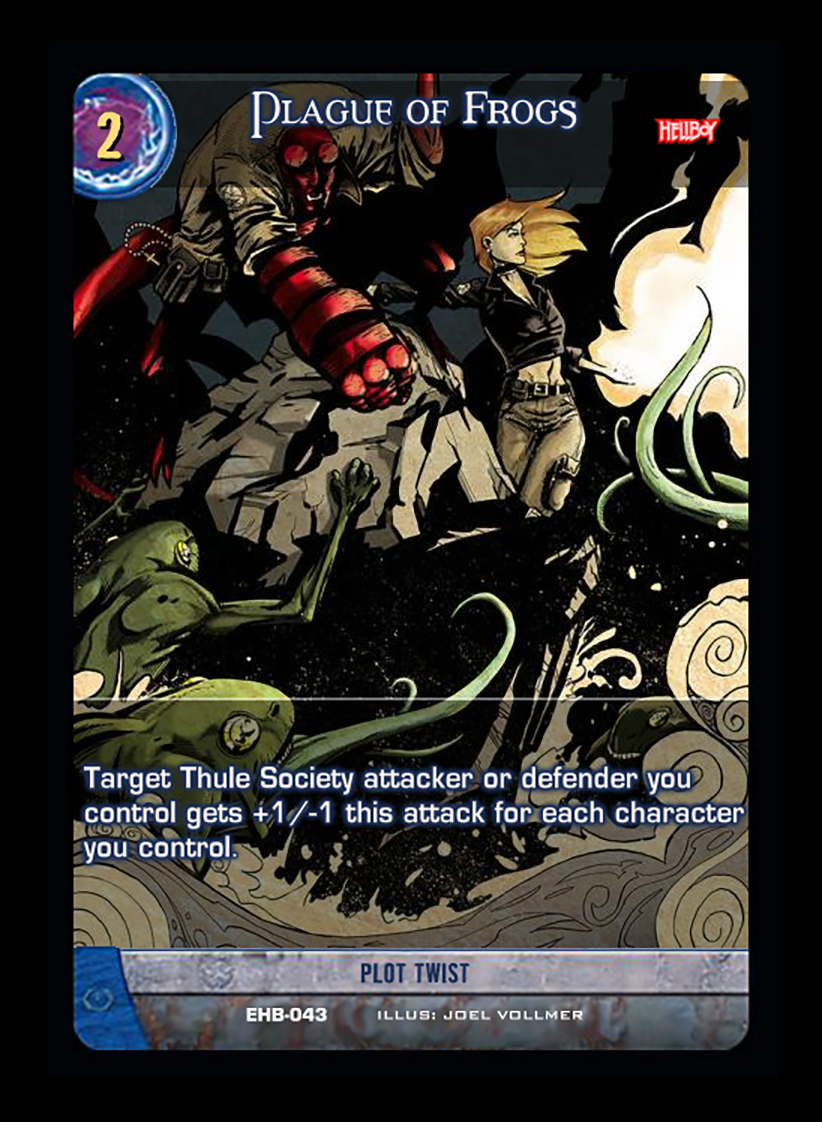 2
Plague of Frogs
HELLBOY
Target Thule Society attacker or defender you
control gets +1/-1 this attack for each character
you control.
PLOT TWIST
EHB-043 ILLUS: JOEL VOLLMER